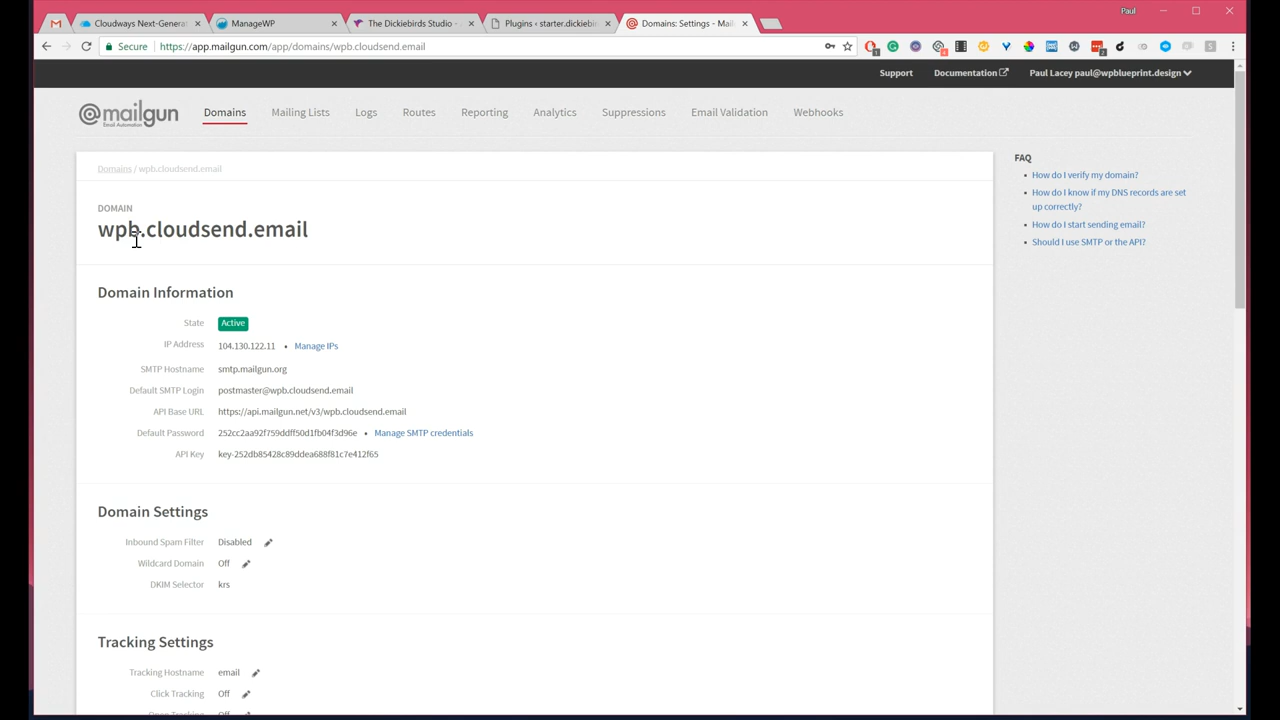 Paul
Cloudways Next-Genera
ManageWP
The Dickiebirds Studio -
Plugins ‹ starter.dickiebir
Domains: Settings - Mail
Secure
https://app.mailgun.com/app/domains/wpb.cloudsend.email
Support
Documentation
Paul Lacey paul@wpblueprint.design
@mailgun
Email Automation
Domains
Mailing Lists
Logs
Routes
Reporting
Analytics
Suppressions
Email Validation
Webhooks
Domains / wpb.cloudsend.email
DOMAIN
wpb.cloudsend.email
Domain Information
State Active
IP Address 104.130.122.11 • Manage IPs
SMTP Hostname smtp.mailgun.org
Default SMTP Login postmaster@wpb.cloudsend.email
API Base URL https://api.mailgun.net/v3/wpb.cloudsend.email
Default Password 252cc2aa92f759ddff50d1fb04f3d96e • Manage SMTP credentials
API Key key-252db85428c89ddea688f81c7e412f65
Domain Settings
Inbound Spam Filter Disabled
Wildcard Domain Off
DKIM Selector krs
Tracking Settings
Tracking Hostname email
Click Tracking Off
Open Tracking Off
FAQ
• How do I verify my domain?
• How do I know if my DNS records are set
up correctly?
• How do I start sending email?
• Should I use SMTP or the API?